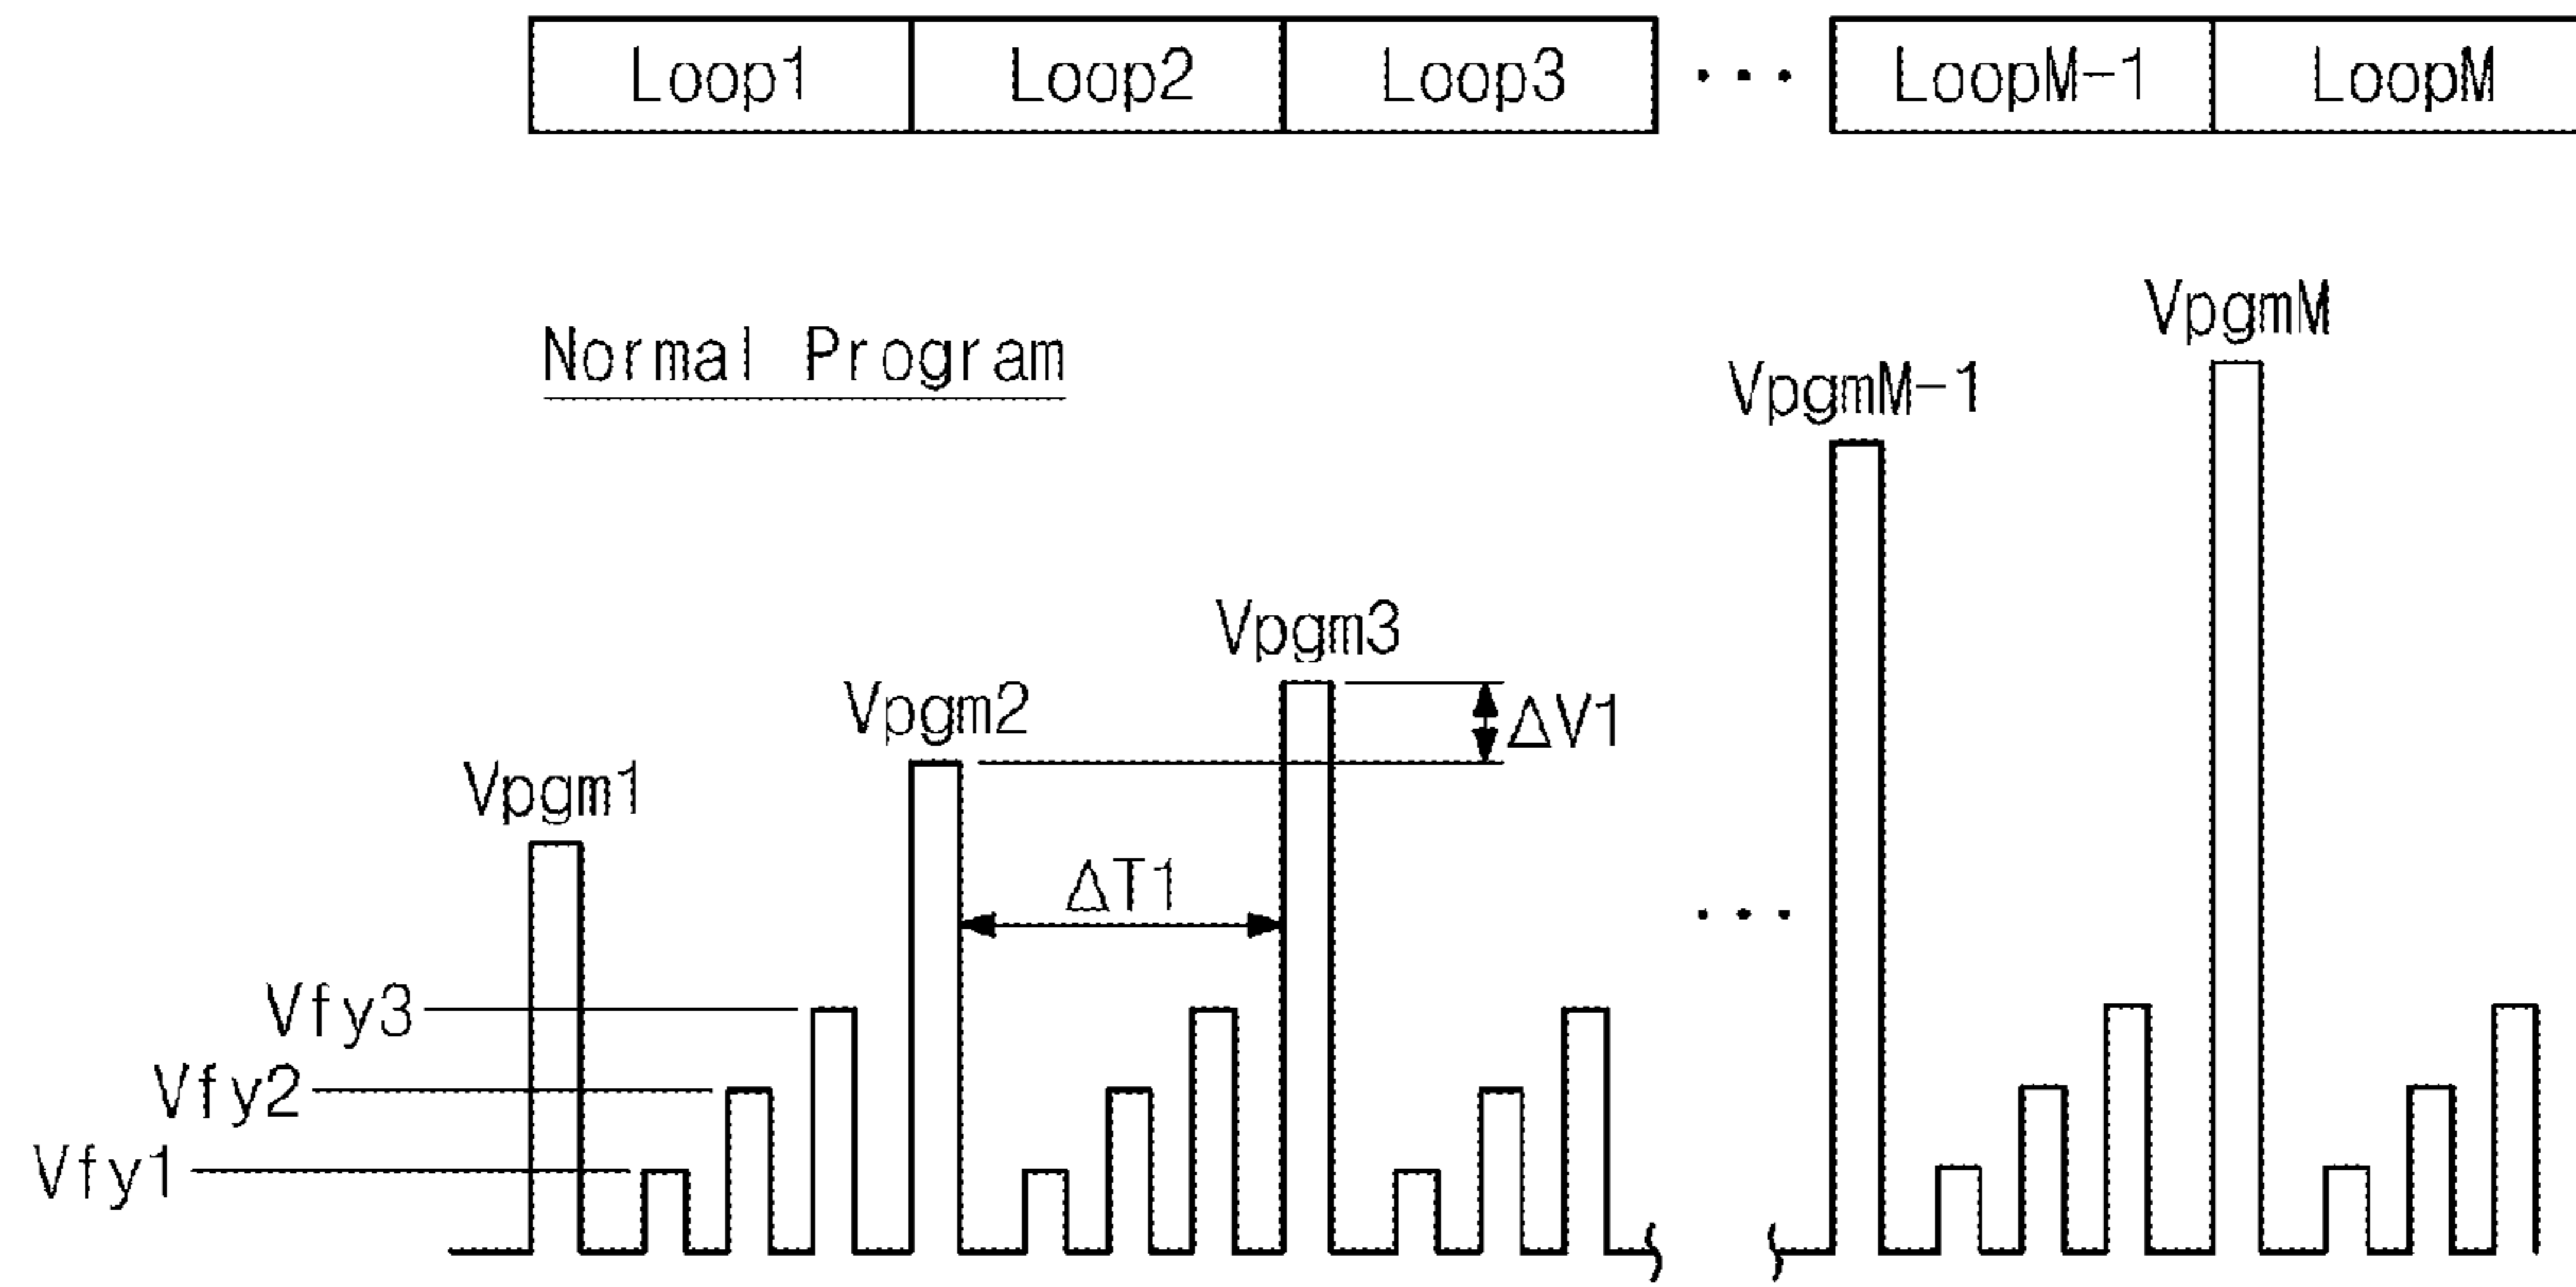 Loop1 Loop2 Loop3 ··· LoopM-1 LoopM
VpgmM
Normal Program
VpgmM-1
Vpgm3
Vpgm2
ΔV1
Vpgm1
ΔT1
···
Vfy3
Vfy2
Vfy1